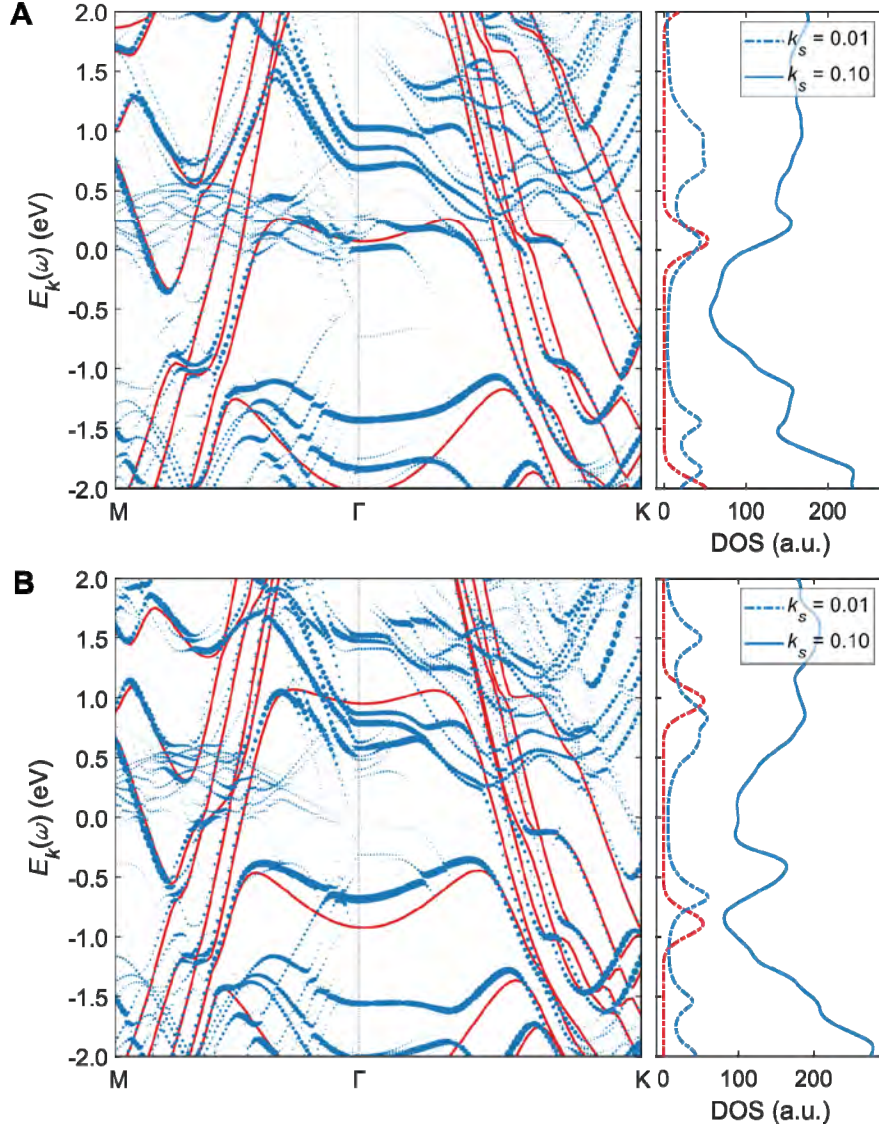 A
2.0
1.5
1.0
0.5
0.0
-0.5
-1.0
-1.5
-2.0
E_k(ω) (eV)
M Γ K
k_s = 0.01
k_s = 0.10
0 100 200
DOS (a.u.)
B
2.0
1.5
1.0
0.5
0.0
-0.5
-1.0
-1.5
-2.0
E_k(ω) (eV)
M Γ K
k_s = 0.01
k_s = 0.10
0 100 200
DOS (a.u.)